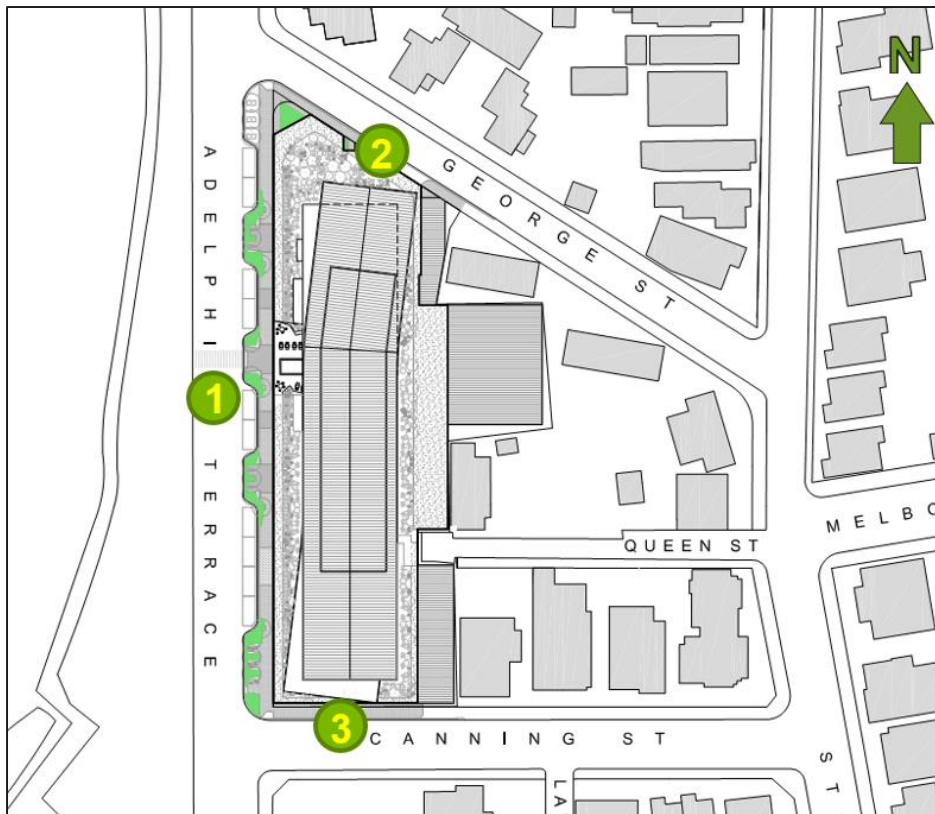 N
2
GEORGE ST
ADELPHI TERRACE
1
QUEEN ST
MELBO
3
CANNING ST
ST
LA